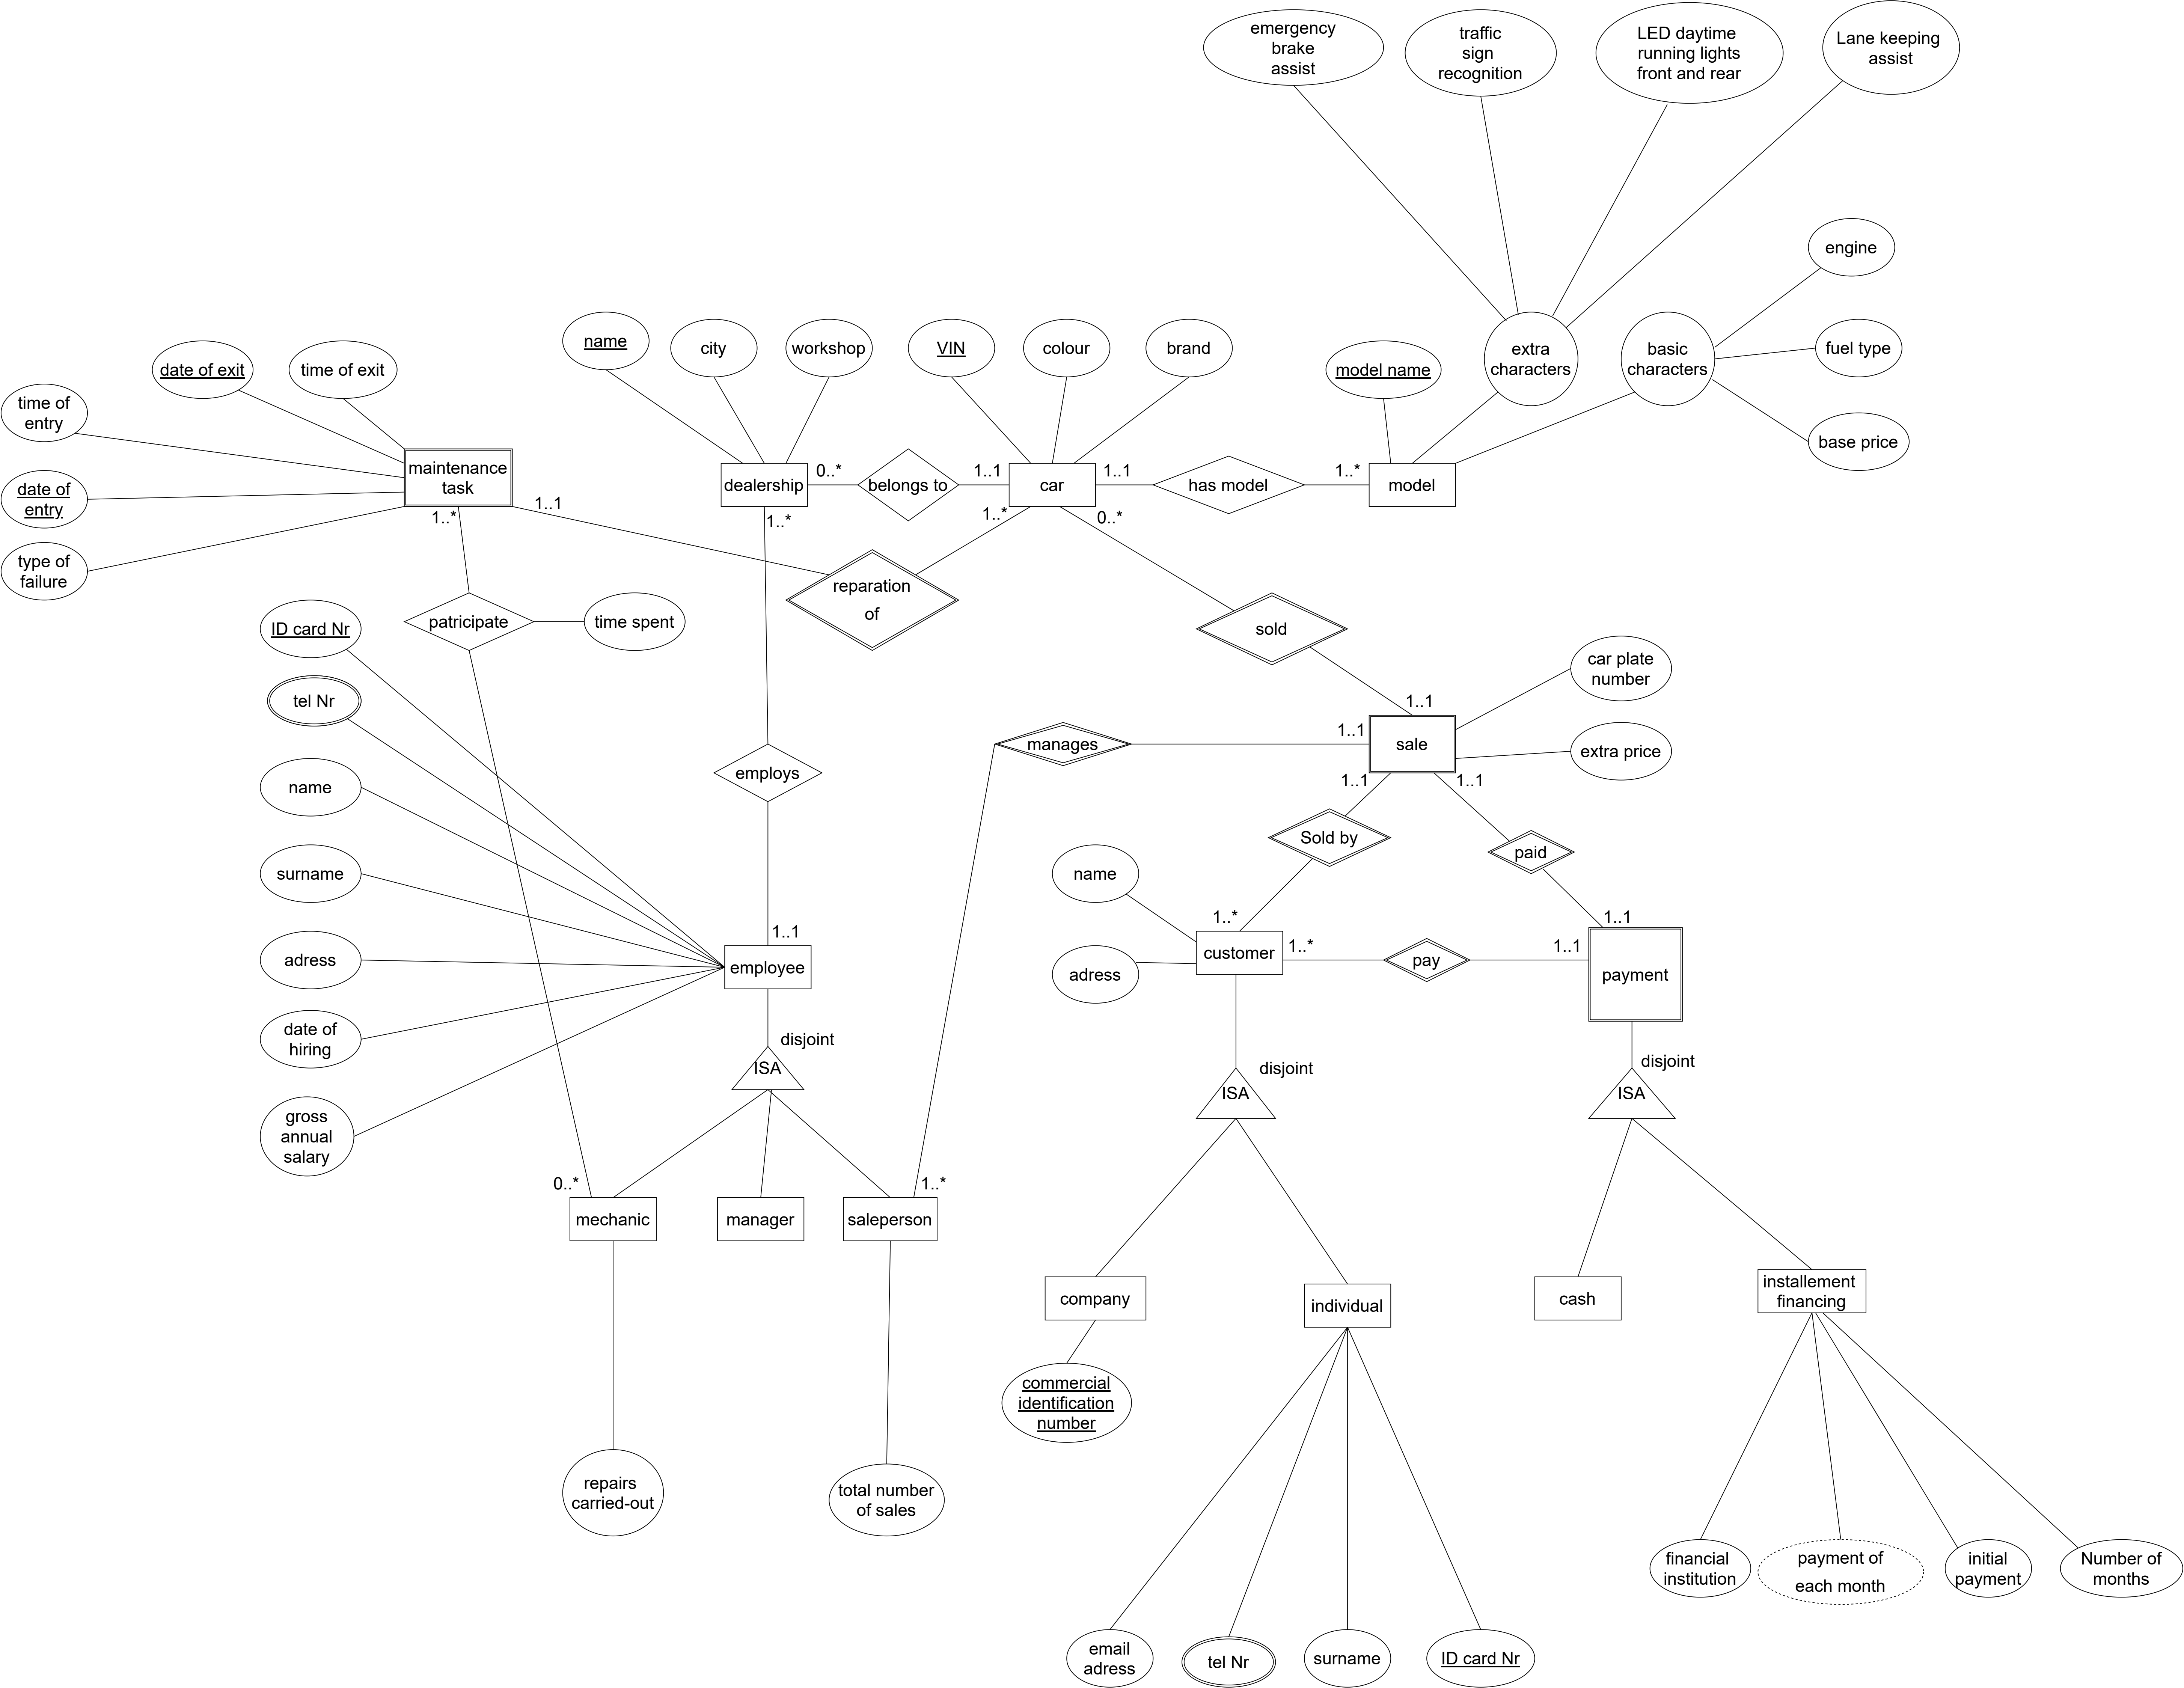 emergency
brake
assist
traffic
sign
recognition
LED daytime
running lights
front and rear
Lane keeping
assist
engine
fuel type
base price
extra
characters
basic
characters
model name
name
city
workshop
VIN
colour
brand
date of exit
time of exit
time of
entry
date of
entry
type of
failure
maintenance
task
1..*
1..1
dealership
0..*
1..*
belongs to
1..1
car
1..1
1..*
0..*
has model
1..*
model
reparation
of
patricipate
time spent
sold
ID card Nr
tel Nr
name
surname
adress
date of
hiring
gross
annual
salary
employs
1..1
employee
manages
1..1
1..1
sale
1..1
1..1
car plate
number
extra price
Sold by
paid
name
adress
1..*
customer
1..*
pay
1..1
1..1
payment
disjoint
ISA
disjoint
ISA
disjoint
ISA
0..*
mechanic
manager
1..*
saleperson
company
individual
cash
installement
financing
commercial
identification
number
repairs
carried-out
total number
of sales
financial
institution
payment of
each month
initial
payment
Number of
months
email
adress
tel Nr
surname
ID card Nr